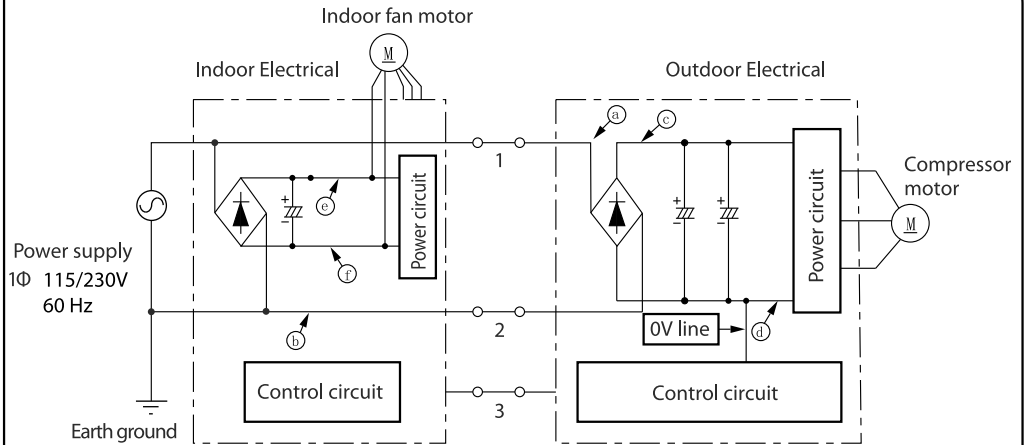 Indoor fan motor
M
Indoor Electrical
Outdoor Electrical
a
c
1
Compressor
motor
e
Power circuit
Power circuit
M
Power supply
1Φ 115/230V
60 Hz
f
b
2
0V line
d
Control circuit
Control circuit
3
Earth ground
+
-
+
-
+
-